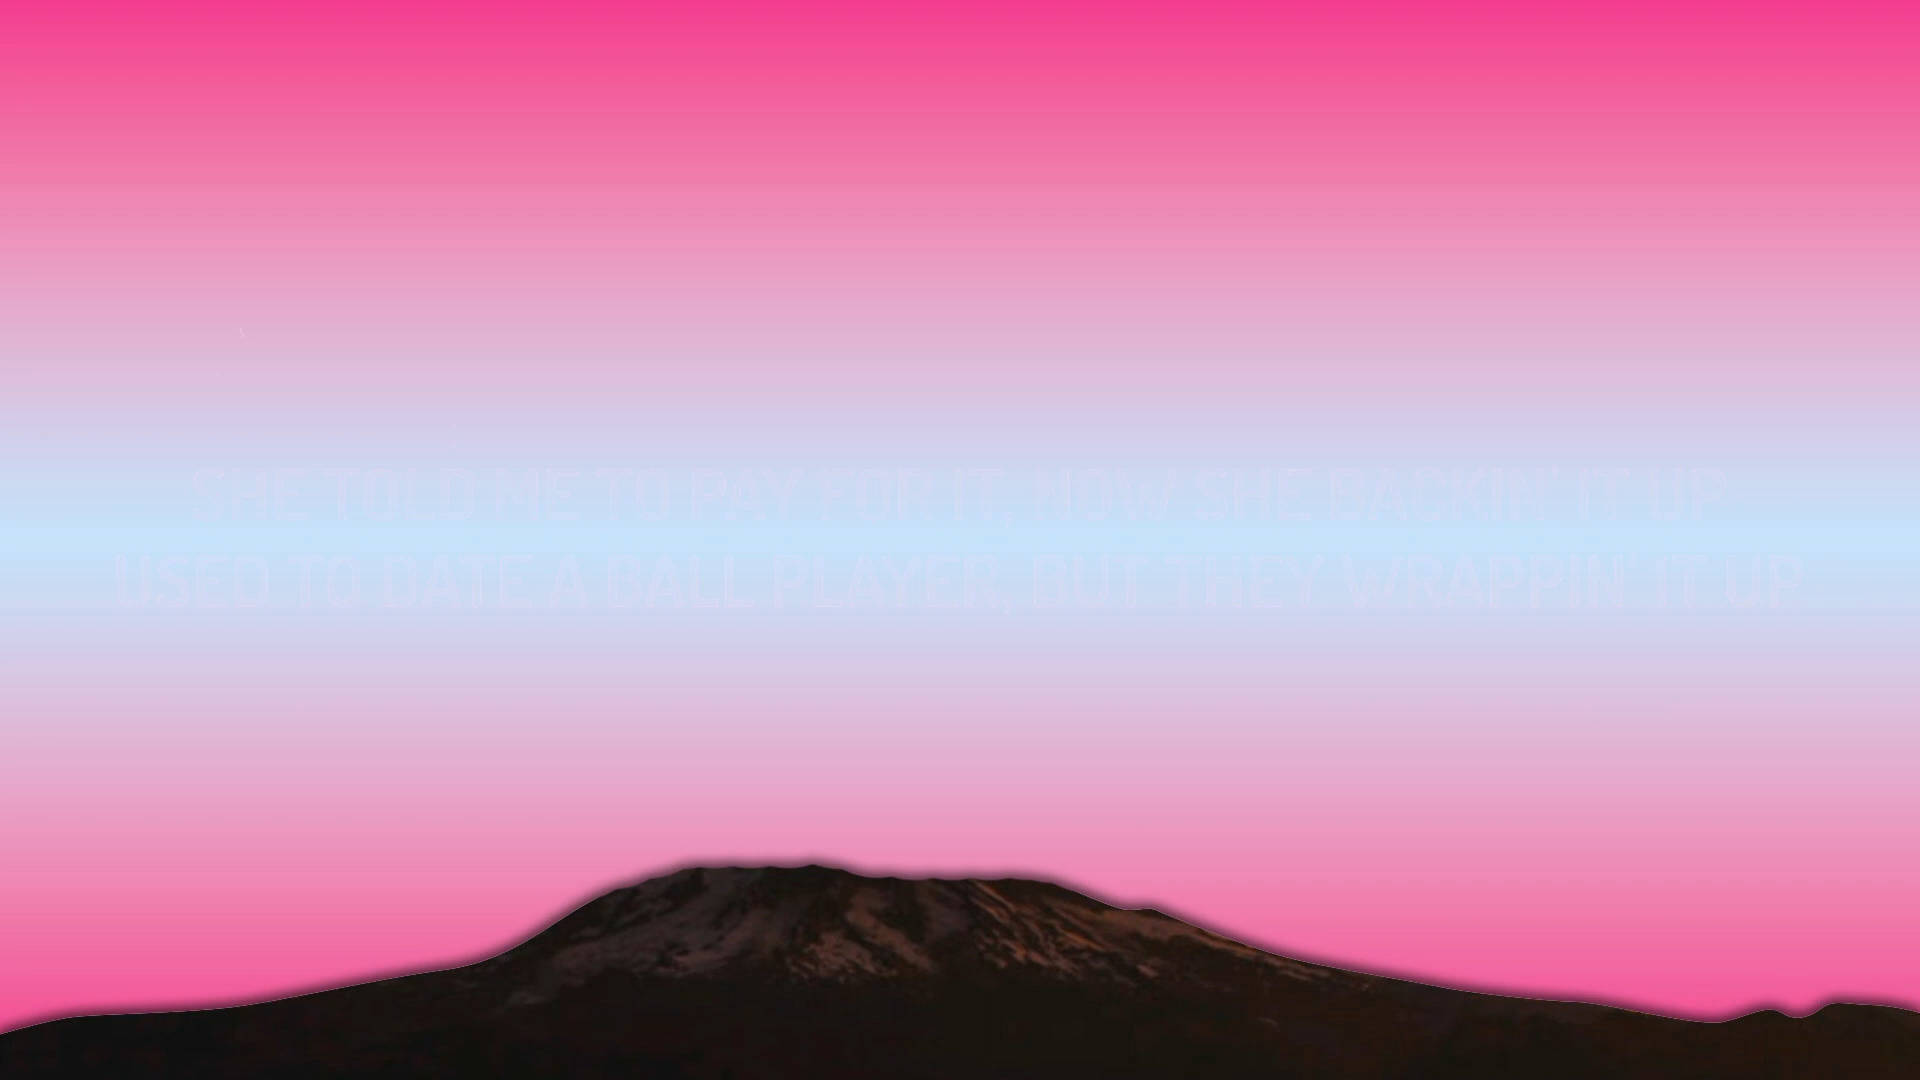 SHE TOLD ME TO PAY FOR IT, NOW SHE BACKIN' IT UP
USED TO DATE A BALL PLAYER, BUT THEY WRAPPIN' IT UP